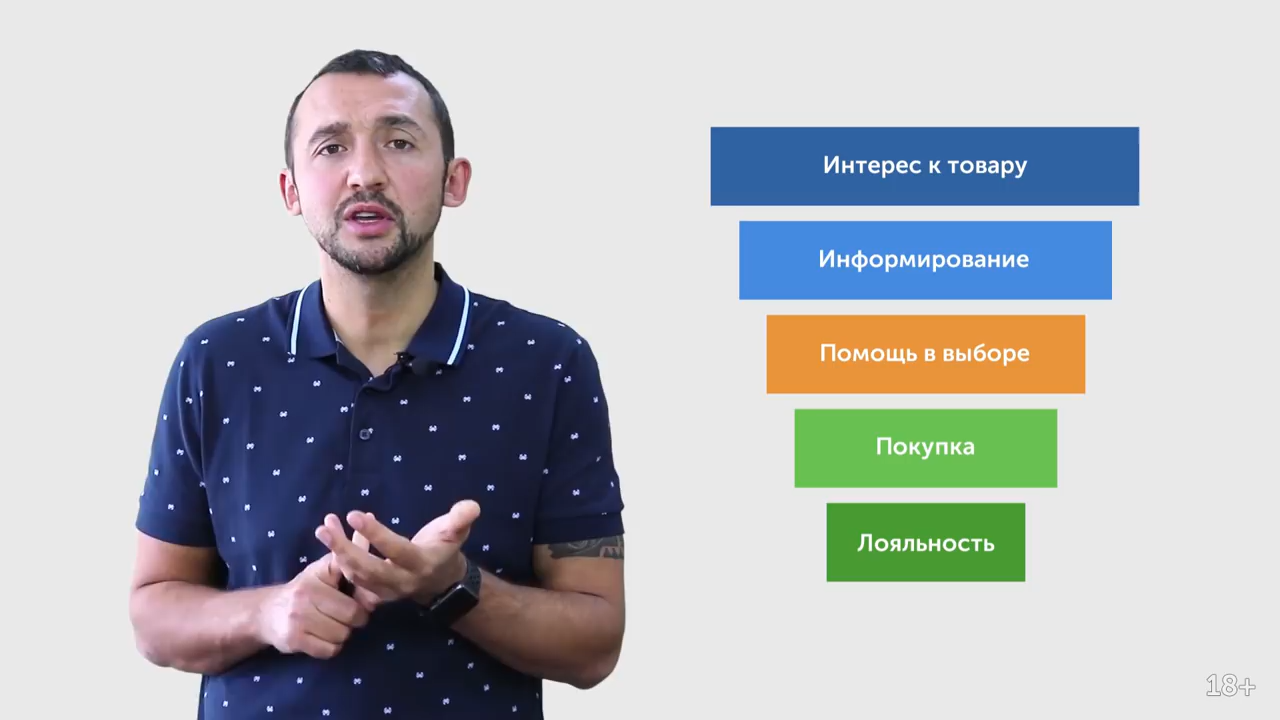 Интерес к товару
Информирование
Помощь в выборе
Покупка
Лояльность
18+